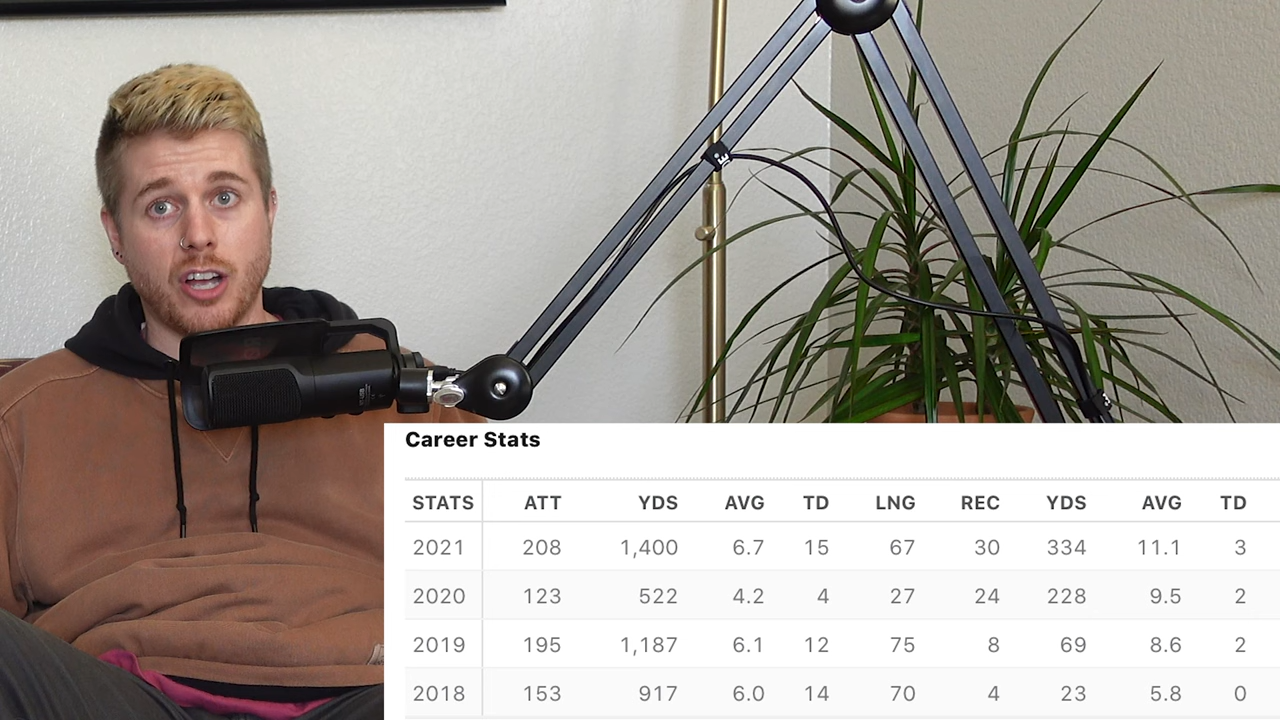 Career Stats
STATS ATT YDS AVG TD LNG REC YDS AVG TD
2021 208 1,400 6.7 15 67 30 334 11.1 3
2020 123 522 4.2 4 27 24 228 9.5 2
2019 195 1,187 6.1 12 75 8 69 8.6 2
2018 153 917 6.0 14 70 4 23 5.8 0